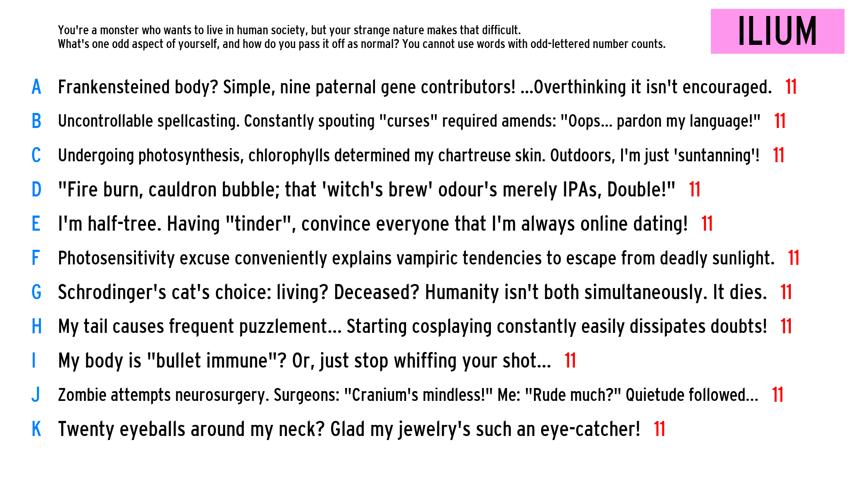 You're a monster who wants to live in human society, but your strange nature makes that difficult.
What's one odd aspect of yourself, and how do you pass it off as normal? You cannot use words with odd-lettered number counts.
ILIUM
A Frankensteined body? Simple, nine paternal gene contributors! ...Overthinking it isn't encouraged. 11
B Uncontrollable spellcasting. Constantly spouting "curses" required amends: "Oops... pardon my language!" 11
C Undergoing photosynthesis, chlorophylls determined my chartreuse skin. Outdoors, I'm just 'suntanning'! 11
D "Fire burn, cauldron bubble; that 'witch's brew' odour's merely IPAs, Double!" 11
E I'm half-tree. Having "tinder", convince everyone that I'm always online dating! 11
F Photosensitivity excuse conveniently explains vampiric tendencies to escape from deadly sunlight. 11
G Schrodinger's cat's choice: living? Deceased? Humanity isn't both simultaneously. It dies. 11
H My tail causes frequent puzzlement... Starting cosplaying constantly easily dissipates doubts! 11
I My body is "bullet immune"? Or, just stop whiffing your shot... 11
J Zombie attempts neurosurgery. Surgeons: "Cranium's mindless!" Me: "Rude much?" Quietude followed... 11
K Twenty eyeballs around my neck? Glad my jewelry's such an eye-catcher! 11